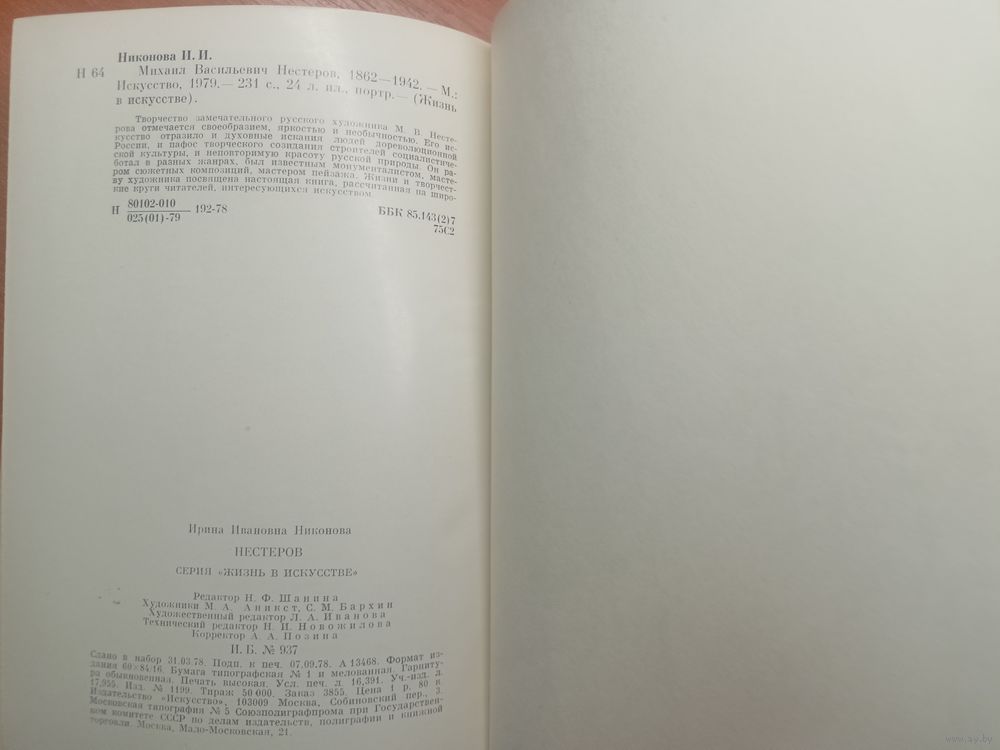 Никонова И. И.
Н 64 Михаил Васильевич Нестеров, 1862—1942. — М.:
Искусство, 1979.— 231 с., 24 л. ил., портр.— (Жизнь
в искусстве).
Творчество замечательного русского художника М. В. Несте-
рова отмечается своеобразием, яркостью и необычностью. Его ис-
кусство отразило и духовные искания людей дореволюционной
России, и пафос творческого созидания строителей социалистиче-
ской культуры, и неповторимую красоту русской природы. Он ра-
ботал в разных жанрах, был известным монументалистом, масте-
ром сюжетных композиций, мастером пейзажа. Жизни и творчест-
ву художника посвящена настоящая книга, рассчитанная на широ-
кие круги читателей, интересующихся искусством.
Н 80102-010
025(01)-79 192-78
ББК 85.143(2)7
75С2
Ирина Ивановна Никонова
НЕСТЕРОВ
СЕРИЯ «ЖИЗНЬ В ИСКУССТВЕ»
Редактор Н. Ф. Шанина
Художники М. А. Аникст, С. М. Бархин
Художественный редактор Л. А. Иванова
Технический редактор Н. И. Новожилова
Корректор А. А. Позина
И. Б. № 937
Сдано в набор 31.03.78. Подп. к печ. 07.09.78. А 13468. Формат из-
дания 60×84/16. Бумага типографская № 1 и мелованная. Гарниту-
ра обыкновенная. Печать высокая. Усл. печ. л. 16,391. Уч.-изд. л.
17,955. Изд. № 1199. Тираж 50 000. Заказ 3855. Цена 1 р. 80 к.
Издательство «Искусство», 103009 Москва, Собиновский пер., 3.
Московская типография № 5 Союзполиграфпрома при Государствен-
ном комитете СССР по делам издательств, полиграфии и книжной
торговли. Москва, Мало-Московская, 21.
www.ay.by